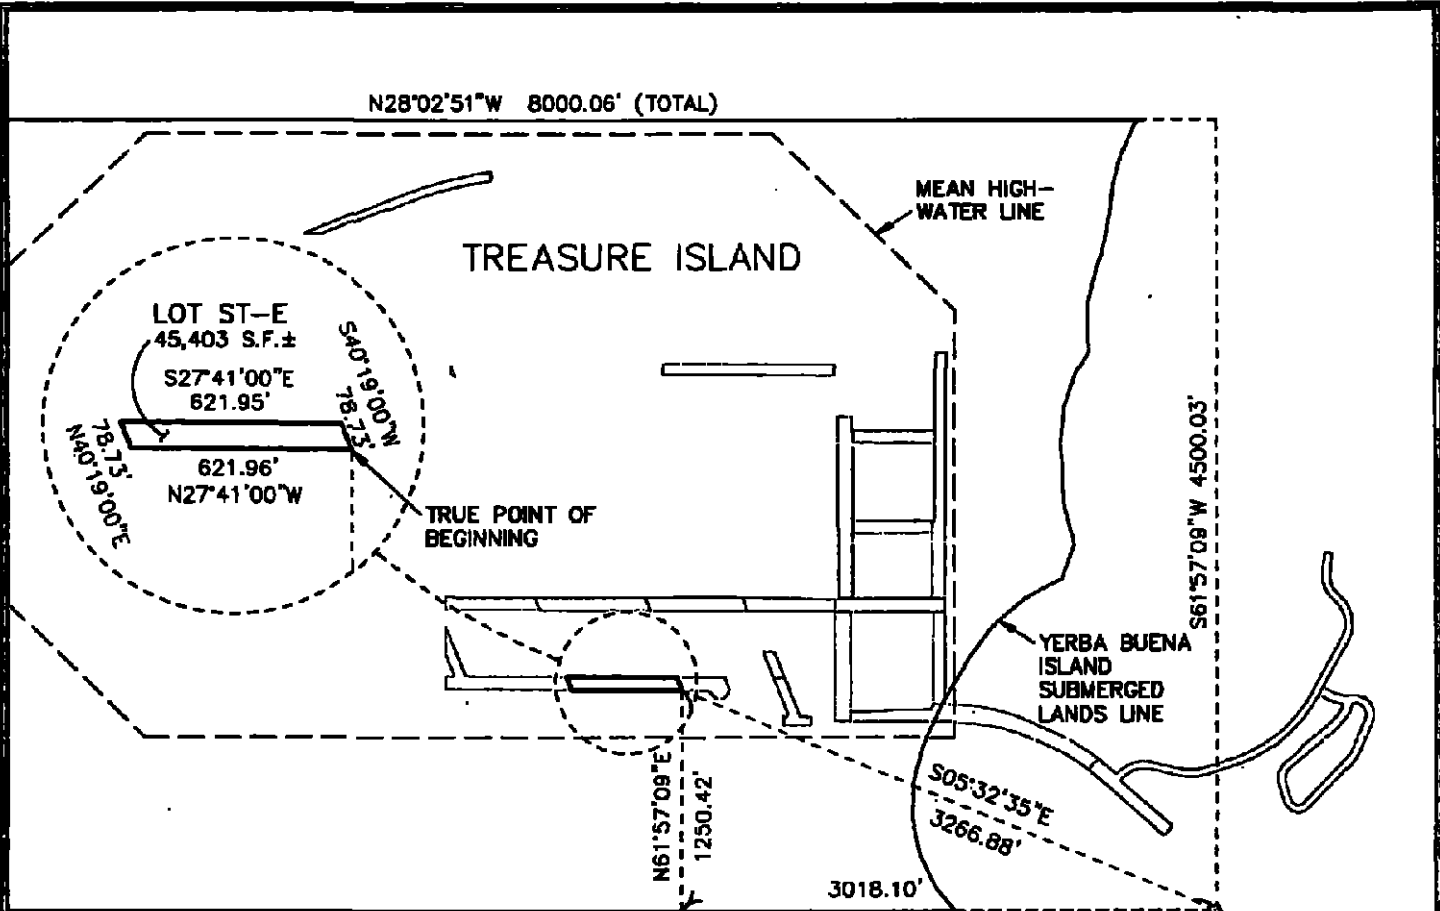 N28°02'51"W 8000.06' (TOTAL)
MEAN HIGH-
WATER LINE
TREASURE ISLAND
LOT ST-E
45,403 S.F.±
S27°41'00"E
621.95'
S40°19'00"W
78.73'
78.73'
N40°19'00"E
621.96'
N27°41'00"W
TRUE POINT OF
BEGINNING
S61°57'09"W 4500.03'
YERBA BUENA
ISLAND
SUBMERGED
LANDS LINE
N61°57'09"E
1250.42'
S05°32'35"E
3266.88'
3018.10'